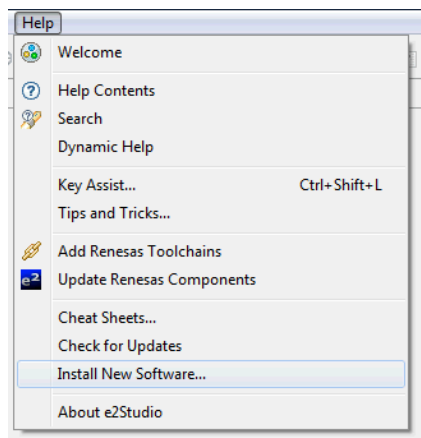 Help
Welcome
Help Contents
Search
Dynamic Help
Key Assist... Ctrl+Shift+L
Tips and Tricks...
Add Renesas Toolchains
e² Update Renesas Components
Cheat Sheets...
Check for Updates
Install New Software...
About e2Studio